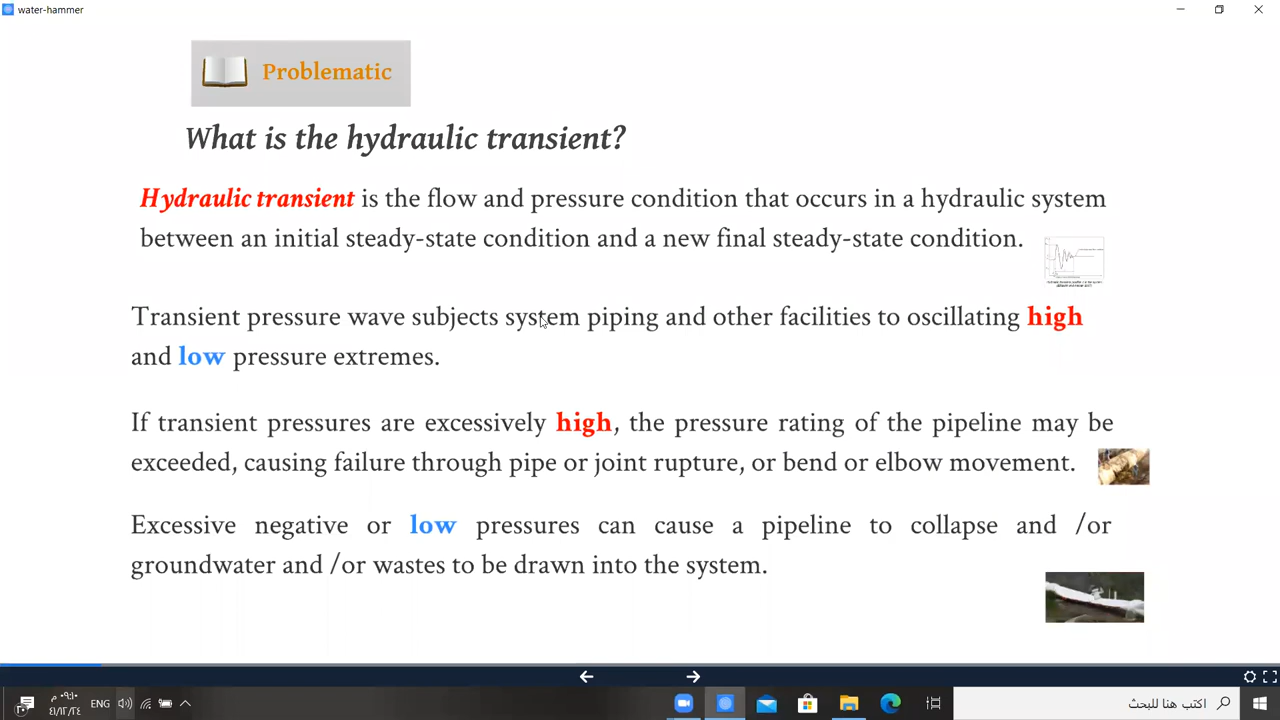 water-hammer
Problematic
What is the hydraulic transient?
Hydraulic transient is the flow and pressure condition that occurs in a hydraulic system
between an initial steady-state condition and a new final steady-state condition.
Transient pressure wave subjects system piping and other facilities to oscillating high
and low pressure extremes.
If transient pressures are excessively high, the pressure rating of the pipeline may be
exceeded, causing failure through pipe or joint rupture, or bend or elbow movement.
Excessive negative or low pressures can cause a pipeline to collapse and /or
groundwater and /or wastes to be drawn into the system.
ENG
اكتب هنا للبحث